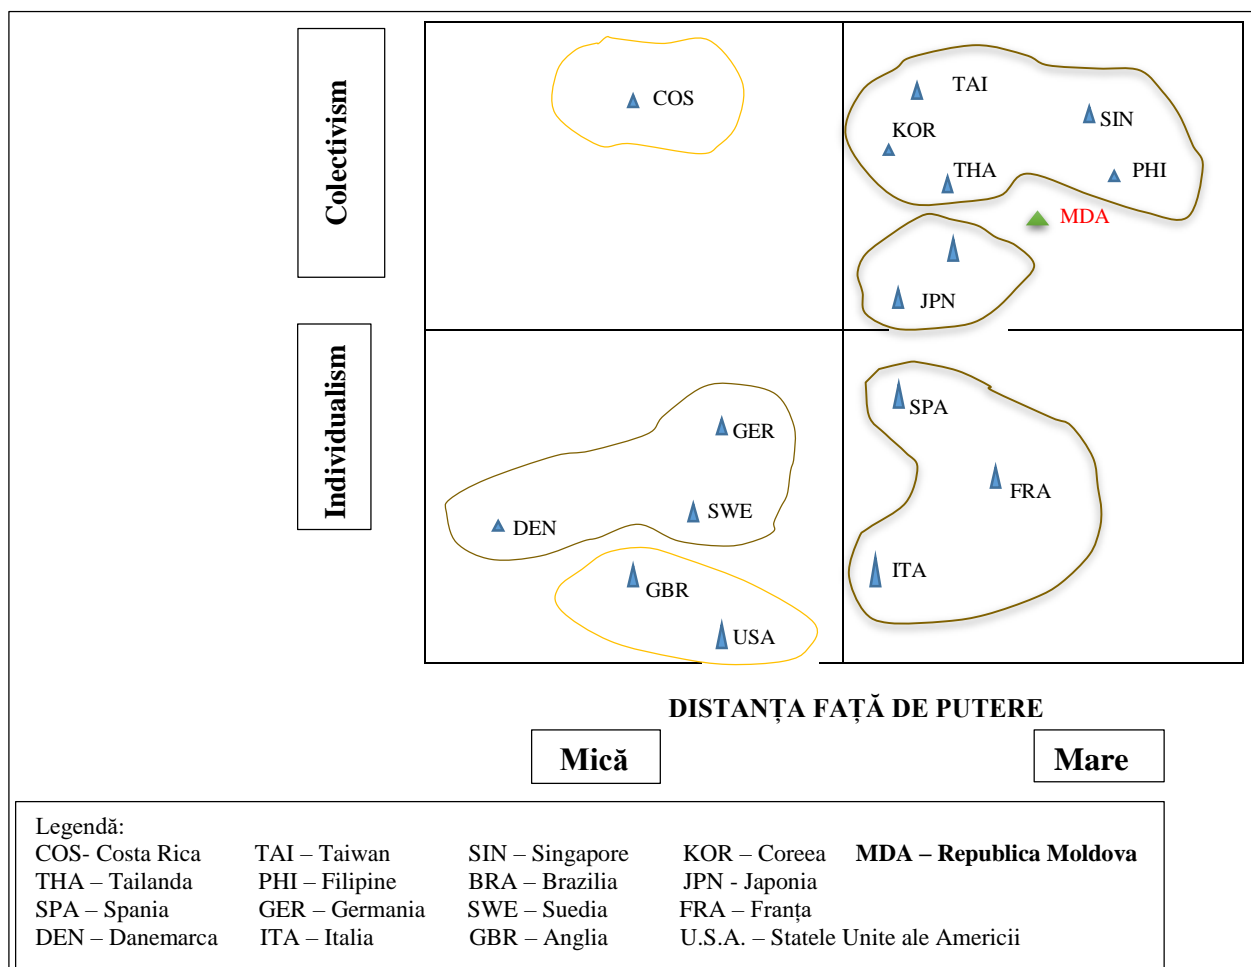 Colectivism
Individualism
COS
TAI
SIN
KOR
THA
PHI
MDA
JPN
GER
SPA
SWE
FRA
DEN
ITA
GBR
USA
DISTANȚA FAȚĂ DE PUTERE
Mică
Mare
Legendă:
COS- Costa Rica TAI – Taiwan SIN – Singapore KOR – Coreea MDA – Republica Moldova
THA – Tailanda PHI – Filipine BRA – Brazilia JPN - Japonia
SPA – Spania GER – Germania SWE – Suedia FRA – Franța
DEN – Danemarca ITA – Italia GBR – Anglia U.S.A. – Statele Unite ale Americii